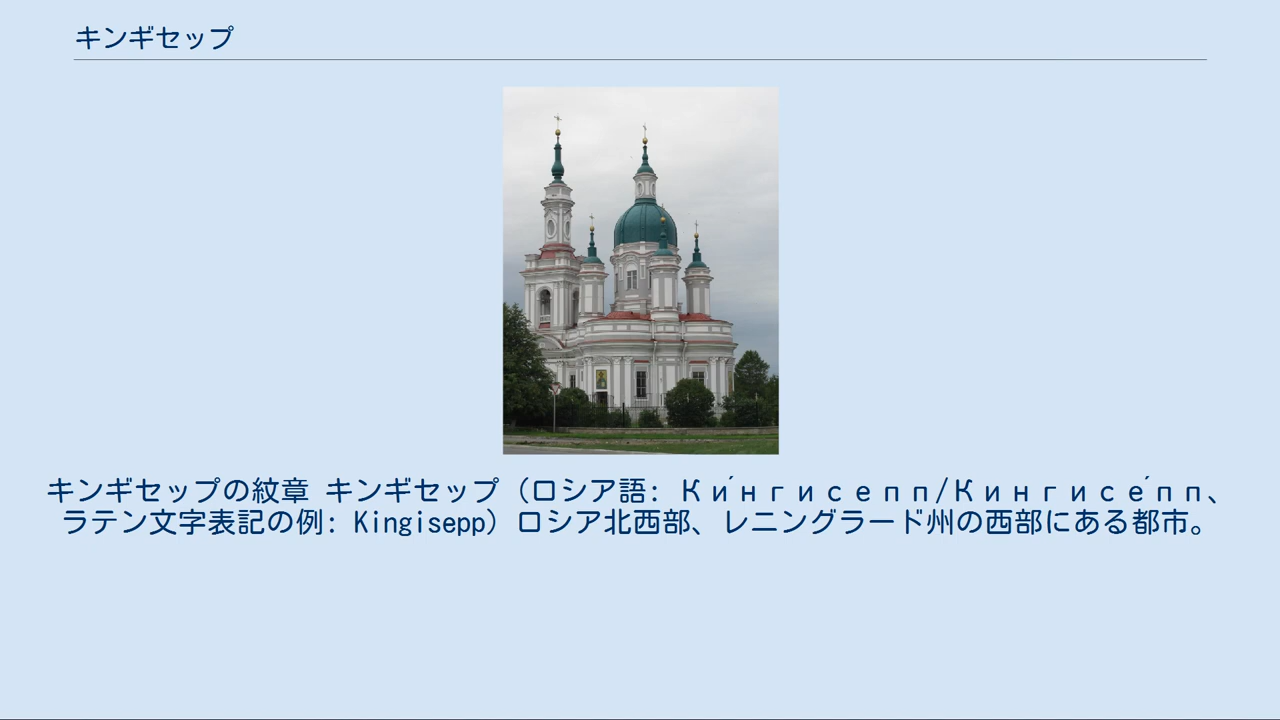 キンギセップ
キンギセップの紋章 キンギセップ（ロシア語: Ки́нгисепп/Кингисе́пп、
ラテン文字表記の例: Kingisepp）ロシア北西部、レニングラード州の西部にある都市。